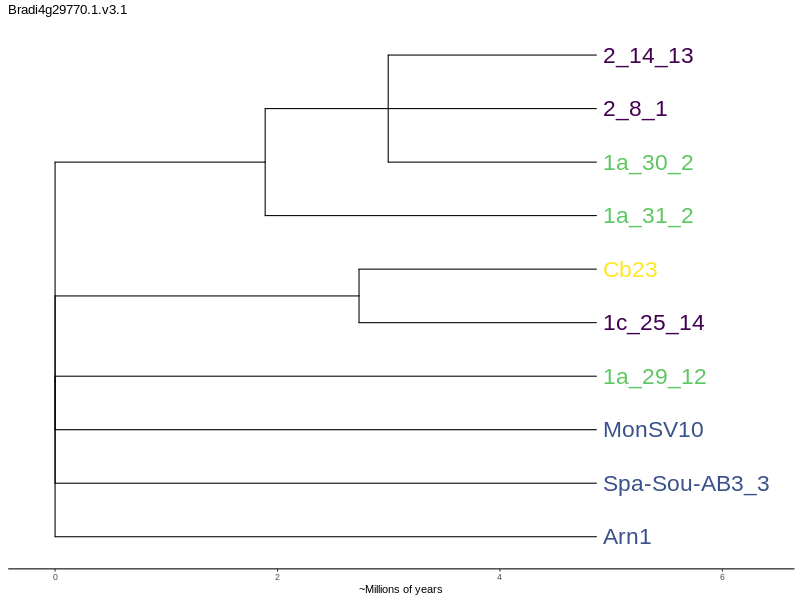 Bradi4g29770.1.v3.1
2_14_13
2_8_1
1a_30_2
1a_31_2
Cb23
1c_25_14
1a_29_12
MonSV10
Spa-Sou-AB3_3
Arn1
0 2 4 6
~Millions of years